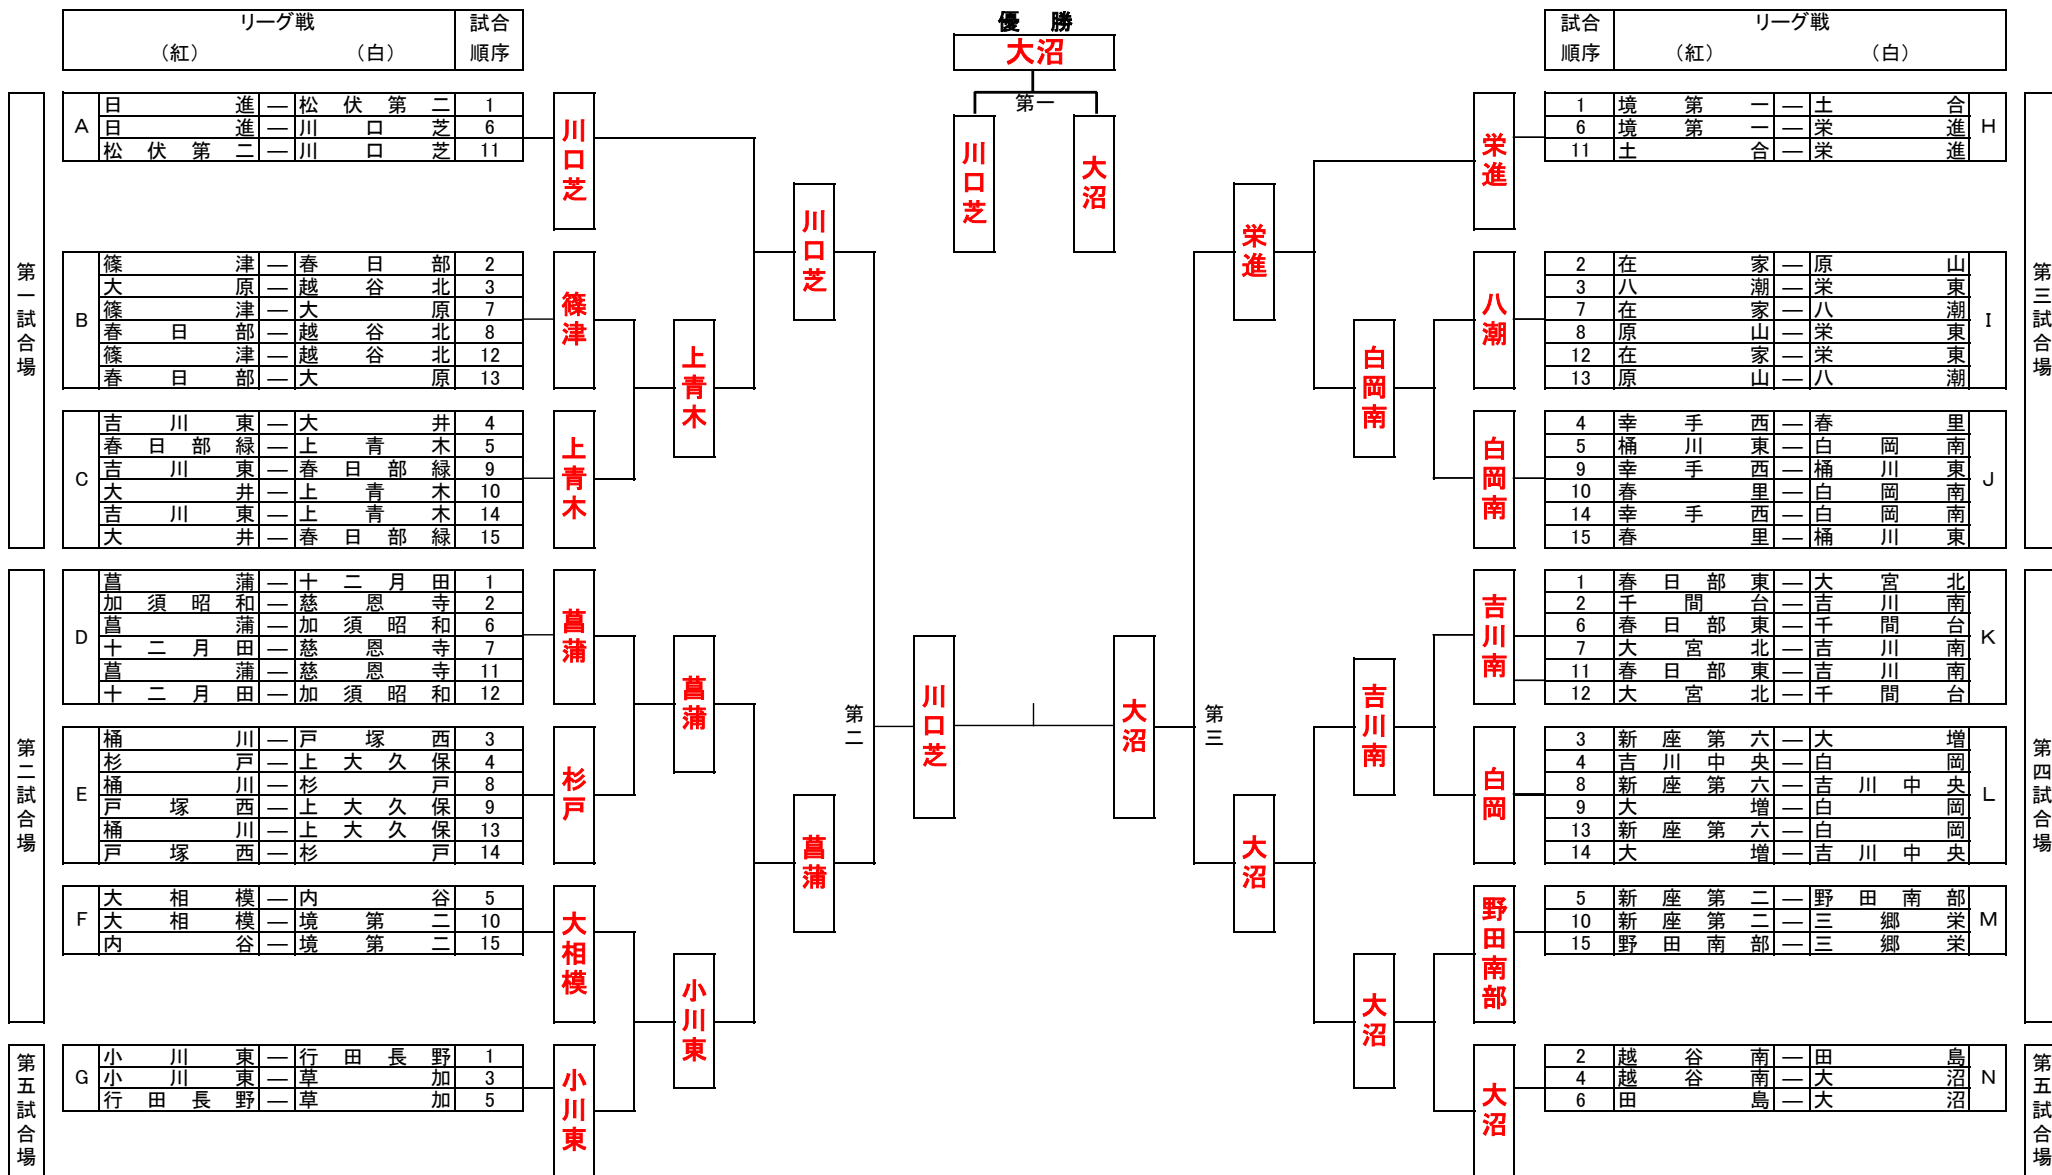 リーグ戦 試合
（紅） （白） 順序
優 勝
大沼
第一
川口芝 大沼
試合 リーグ戦
順序 （紅） （白）
第一試合場
A
日進 ― 松伏第二 1
日進 ― 川口芝 6
松伏第二 ― 川口芝 11
川口芝
B
篠津 ― 春日部 2
大原 ― 越谷北 3
篠津 ― 大原 7
春日部 ― 越谷北 8
篠津 ― 越谷北 12
春日部 ― 大原 13
篠津
C
吉川東 ― 大井 4
春日部緑 ― 上青木 5
吉川東 ― 春日部緑 9
大井 ― 上青木 10
吉川東 ― 上青木 14
大井 ― 春日部緑 15
上青木
上青木
川口芝
第二試合場
D
菖蒲 ― 十二月田 1
加須昭和 ― 慈恩寺 2
菖蒲 ― 加須昭和 6
十二月田 ― 慈恩寺 7
菖蒲 ― 慈恩寺 11
十二月田 ― 加須昭和 12
菖蒲
E
桶川 ― 戸塚西 3
杉戸 ― 上大久保 4
桶川 ― 杉戸 8
戸塚西 ― 上大久保 9
桶川 ― 上大久保 13
戸塚西 ― 杉戸 14
杉戸
菖蒲
F
大相模 ― 内谷 5
大相模 ― 境第二 10
内谷 ― 境第二 15
大相模
第五試合場
G
小川東 ― 行田長野 1
小川東 ― 草加 3
行田長野 ― 草加 5
小川東
小川東
菖蒲
第二
川口芝
大沼
第三
第三試合場
H
1 境第一 ― 土合
6 境第一 ― 栄進
11 土合 ― 栄進
栄進
I
2 在家 ― 原山
3 八潮 ― 栄東
7 在家 ― 八潮
8 原山 ― 栄東
12 在家 ― 栄東
13 原山 ― 八潮
八潮
J
4 幸手西 ― 春里
5 桶川東 ― 白岡南
9 幸手西 ― 桶川東
10 春里 ― 白岡南
14 幸手西 ― 白岡南
15 春里 ― 桶川東
白岡南
白岡南
栄進
第四試合場
K
1 春日部東 ― 大宮北
2 千間台 ― 吉川南
6 春日部東 ― 千間台
7 大宮北 ― 吉川南
11 春日部東 ― 吉川南
12 大宮北 ― 千間台
吉川南
L
3 新座第六 ― 大増
4 吉川中央 ― 白岡
8 新座第六 ― 吉川中央
9 大増 ― 白岡
13 新座第六 ― 白岡
14 大増 ― 吉川中央
白岡
吉川南
M
5 新座第二 ― 野田南部
10 新座第二 ― 三郷栄
15 野田南部 ― 三郷栄
野田南部
第五試合場
N
2 越谷南 ― 田島
4 越谷南 ― 大沼
6 田島 ― 大沼
大沼
大沼
大沼